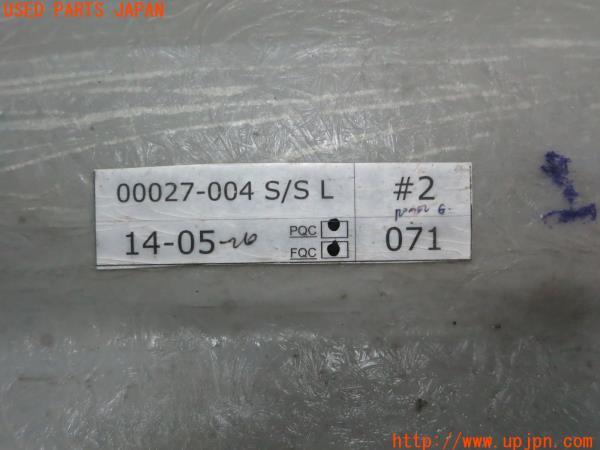 USED PARTS JAPAN
00027-004 S/S L
#2
14-05-26
PQC
FQC
071
http://www.upjpn.com/